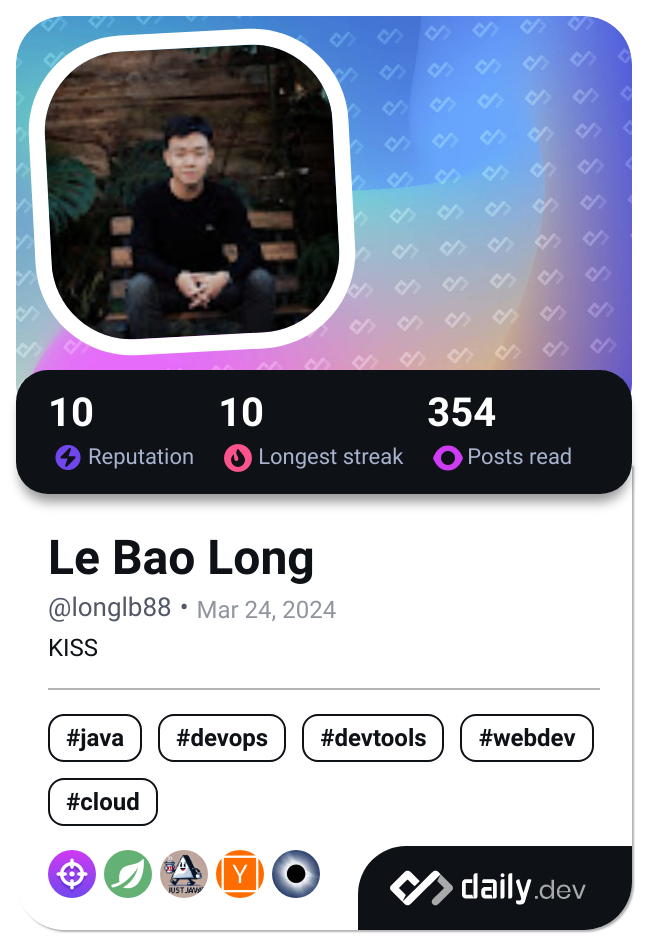 10 10 354
Reputation Longest streak Posts read
Le Bao Long
@longlb88 • Mar 24, 2024
KISS
#java #devops #devtools #webdev
#cloud
JUST JAVA Y
daily.dev